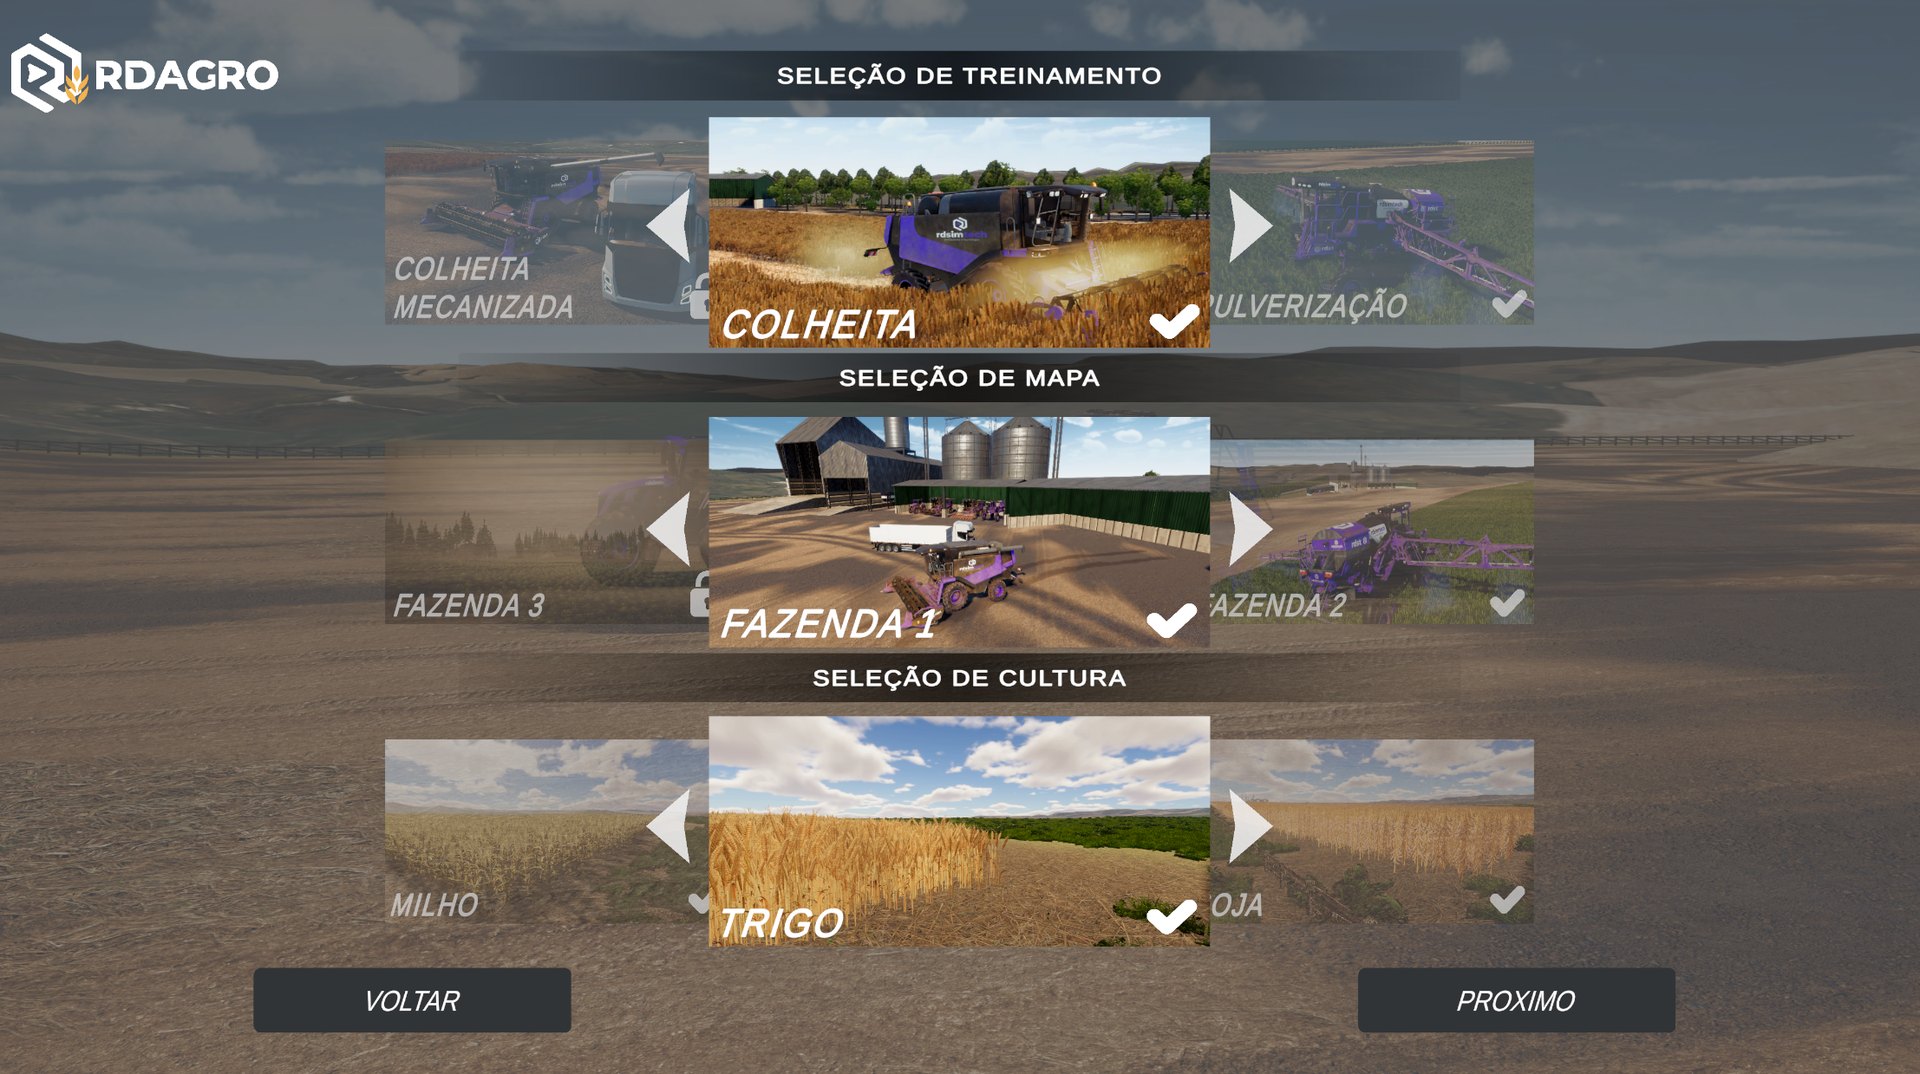 RDAGRO
SELEÇÃO DE TREINAMENTO
COLHEITA
MECANIZADA
rdsimtech
COLHEITA
ULVERIZAÇÃO
SELEÇÃO DE MAPA
FAZENDA 3
FAZENDA 1
AZENDA 2
SELEÇÃO DE CULTURA
MILHO
TRIGO
OJA
VOLTAR
PROXIMO